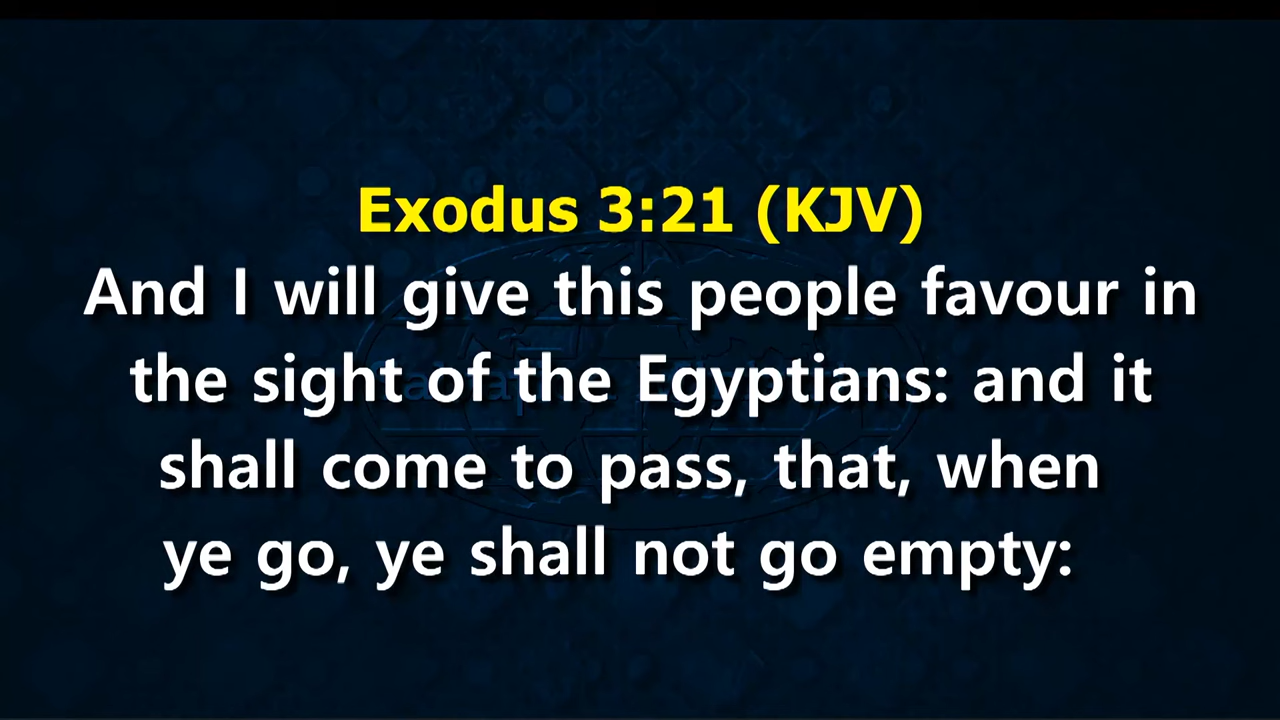 Exodus 3:21 (KJV)
And I will give this people favour in
the sight of the Egyptians: and it
shall come to pass, that, when
ye go, ye shall not go empty: